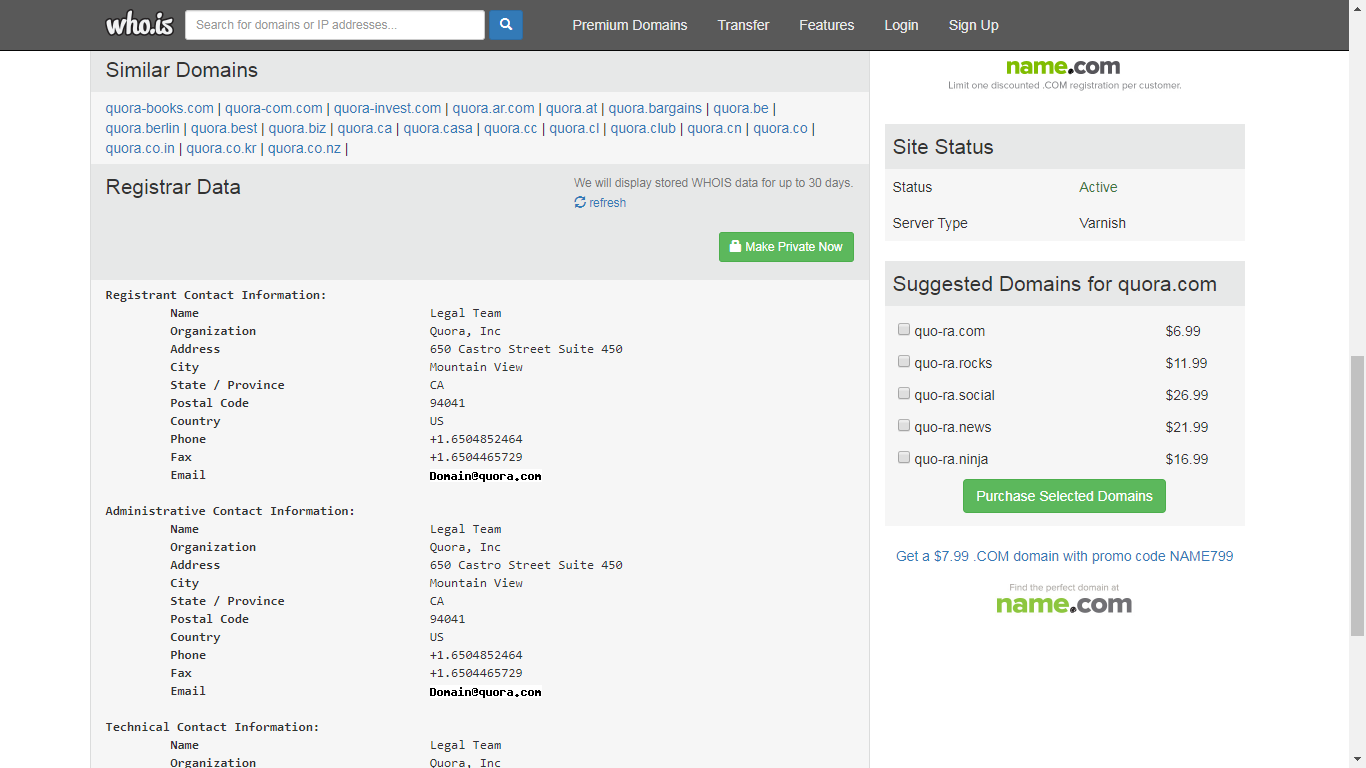 who.is Search for domains or IP addresses... Premium Domains Transfer Features Login Sign Up
Similar Domains
quora-books.com | quora-com.com | quora-invest.com | quora.ar.com | quora.at | quora.bargains | quora.be |
quora.berlin | quora.best | quora.biz | quora.ca | quora.casa | quora.cc | quora.cl | quora.club | quora.cn | quora.co |
quora.co.in | quora.co.kr | quora.co.nz |
Registrar Data
We will display stored WHOIS data for up to 30 days.
refresh
Make Private Now
Registrant Contact Information:
Name Legal Team
Organization Quora, Inc
Address 650 Castro Street Suite 450
City Mountain View
State / Province CA
Postal Code 94041
Country US
Phone +1.6504852464
Fax +1.6504465729
Email Domain@quora.com
Administrative Contact Information:
Name Legal Team
Organization Quora, Inc
Address 650 Castro Street Suite 450
City Mountain View
State / Province CA
Postal Code 94041
Country US
Phone +1.6504852464
Fax +1.6504465729
Email Domain@quora.com
Technical Contact Information:
Name Legal Team
Organization Quora, Inc
name.com
Limit one discounted .COM registration per customer.
Site Status
Status Active
Server Type Varnish
Suggested Domains for quora.com
quo-ra.com $6.99
quo-ra.rocks $11.99
quo-ra.social $26.99
quo-ra.news $21.99
quo-ra.ninja $16.99
Purchase Selected Domains
Get a $7.99 .COM domain with promo code NAME799
Find the perfect domain at
name.com